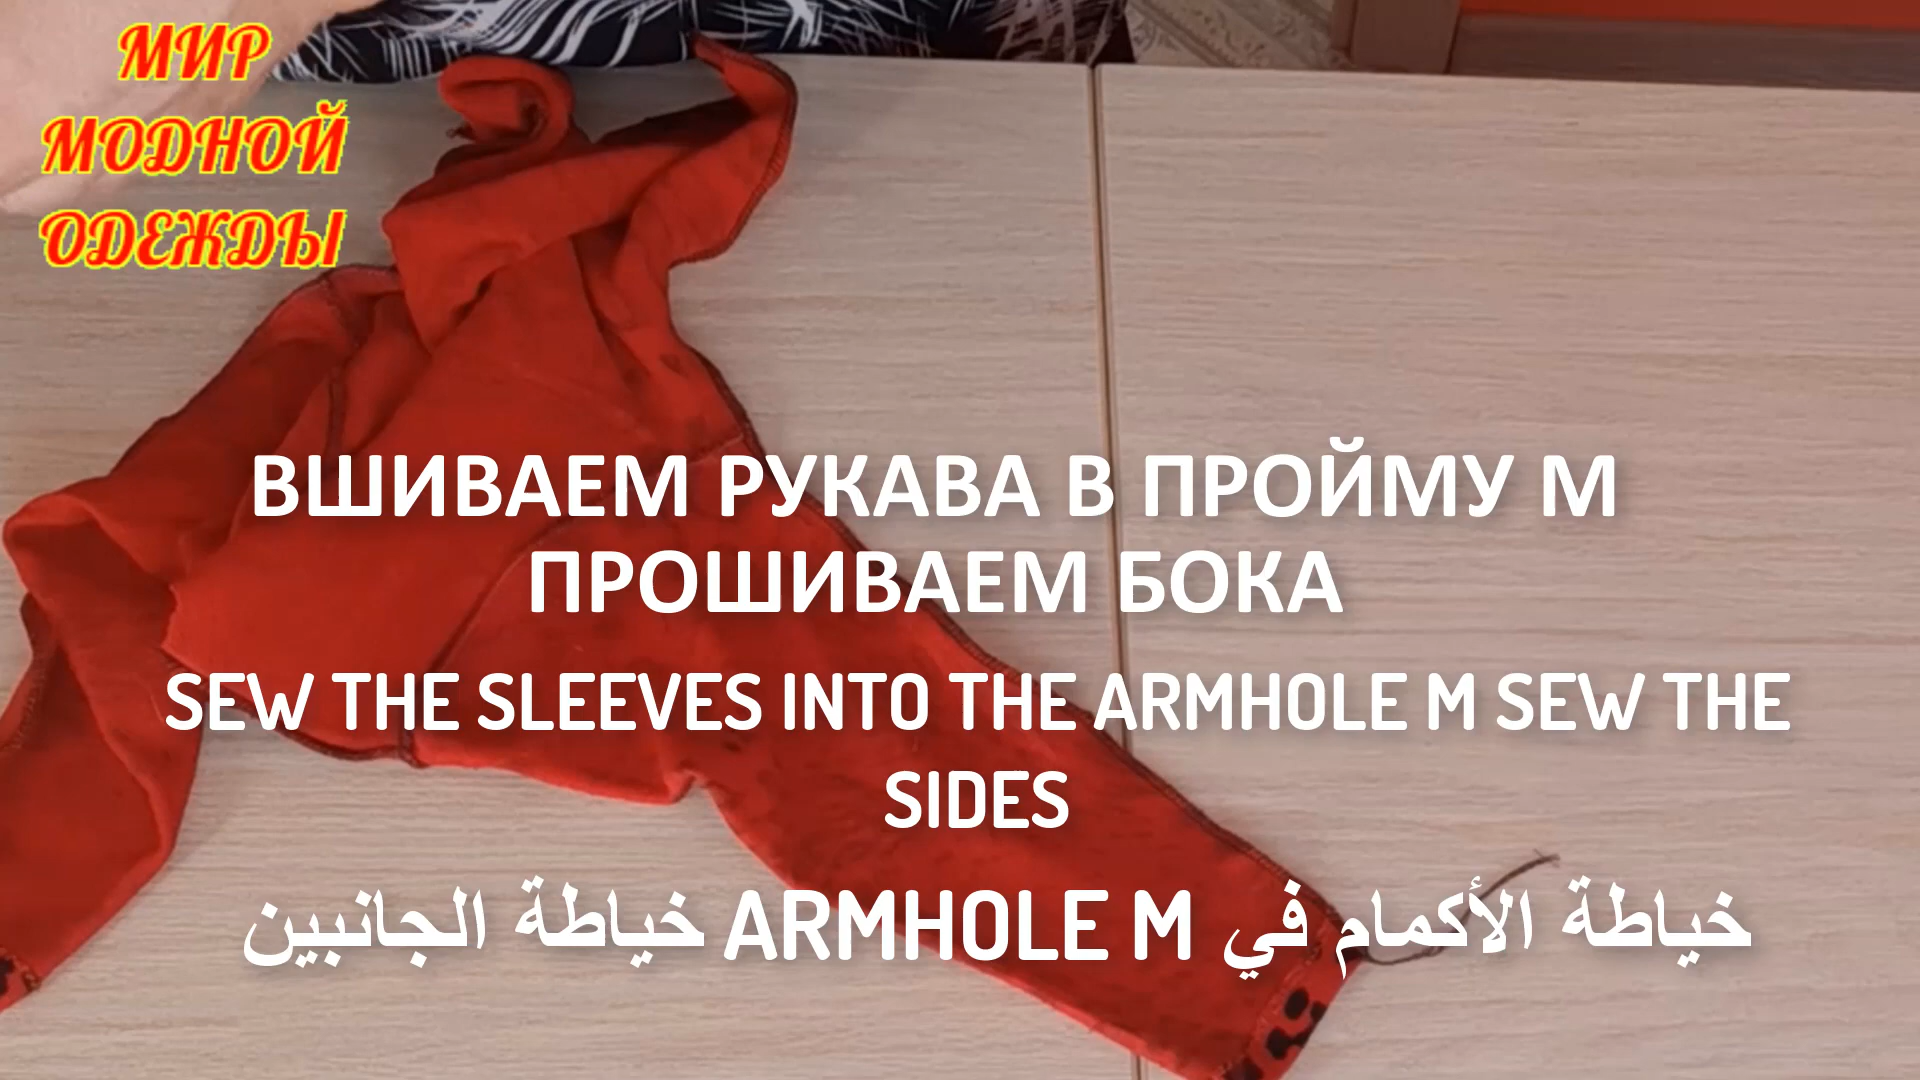 МИР
МОДНОЙ
ОДЕЖДЫ
ВШИВАЕМ РУКАВА В ПРОЙМУ М
ПРОШИВАЕМ БОКА
SEW THE SLEEVES INTO THE ARMHOLE M SEW THE
SIDES
خياطة الأكمام في ARMHOLE M خياطة الجانبين